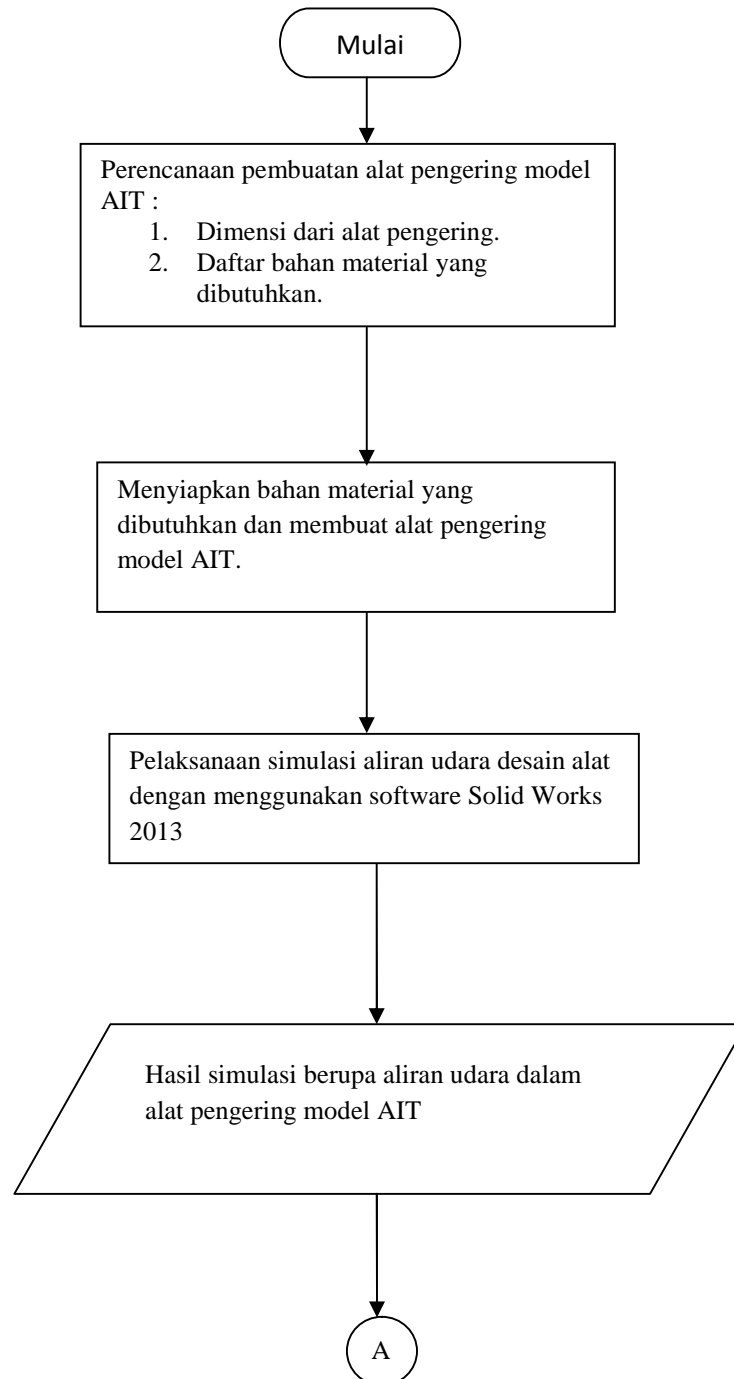 Mulai
Perencanaan pembuatan alat pengering model
AIT :
1. Dimensi dari alat pengering.
2. Daftar bahan material yang
dibutuhkan.
Menyiapkan bahan material yang
dibutuhkan dan membuat alat pengering
model AIT.
Pelaksanaan simulasi aliran udara desain alat
dengan menggunakan software Solid Works
2013
Hasil simulasi berupa aliran udara dalam
alat pengering model AIT
A